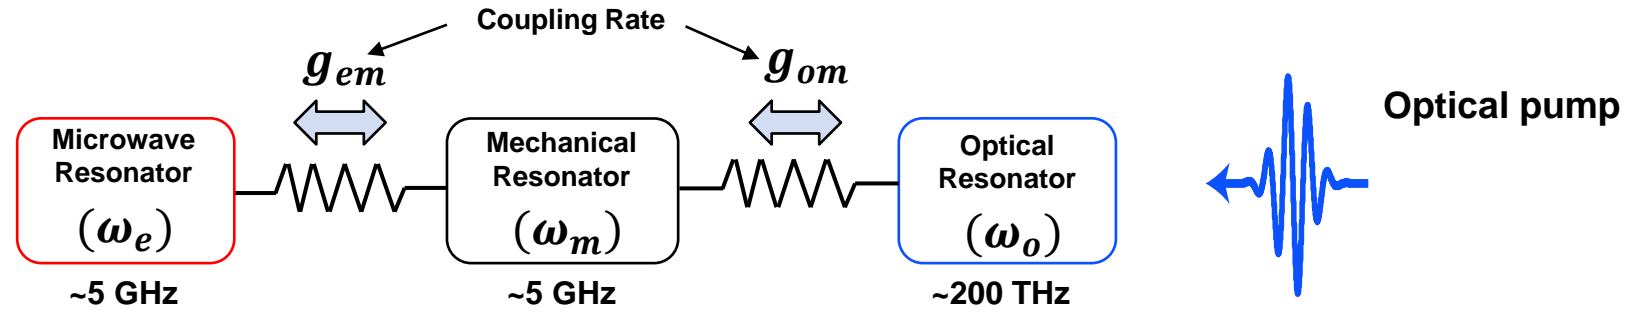 Coupling Rate
g_em
g_om
Optical pump
Microwave
Resonator
(ω_e)
Mechanical
Resonator
(ω_m)
Optical
Resonator
(ω_o)
~5 GHz
~5 GHz
~200 THz